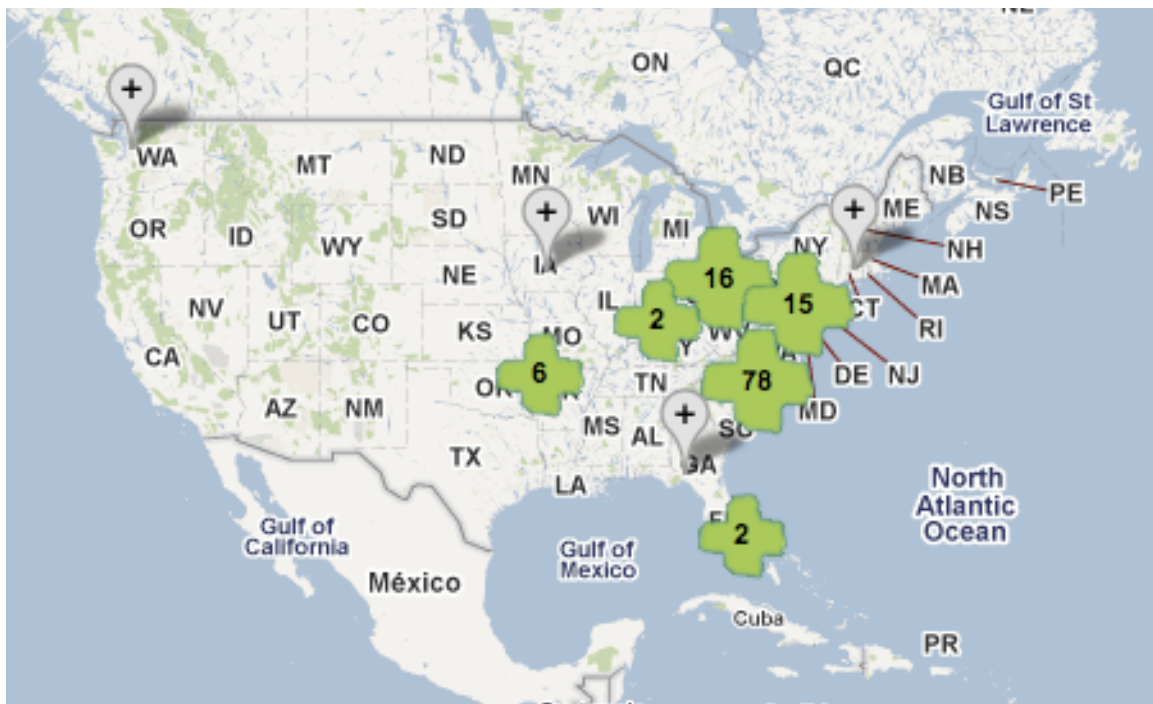 ON
QC
Gulf of St
Lawrence
WA
MT
ND
MN
NB
PE
OR
ID
WY
SD
WI
MI
NY
ME
NS
NH
NE
IA
IL
16
15
MA
CT
RI
NV
UT
CO
KS
MO
2
WV
CA
6
TN
78
DE
NJ
MD
AZ
NM
MS
AL
SC
TX
LA
GA
North
Atlantic
Ocean
Gulf of
California
Gulf of
Mexico
2
México
Cuba
PR